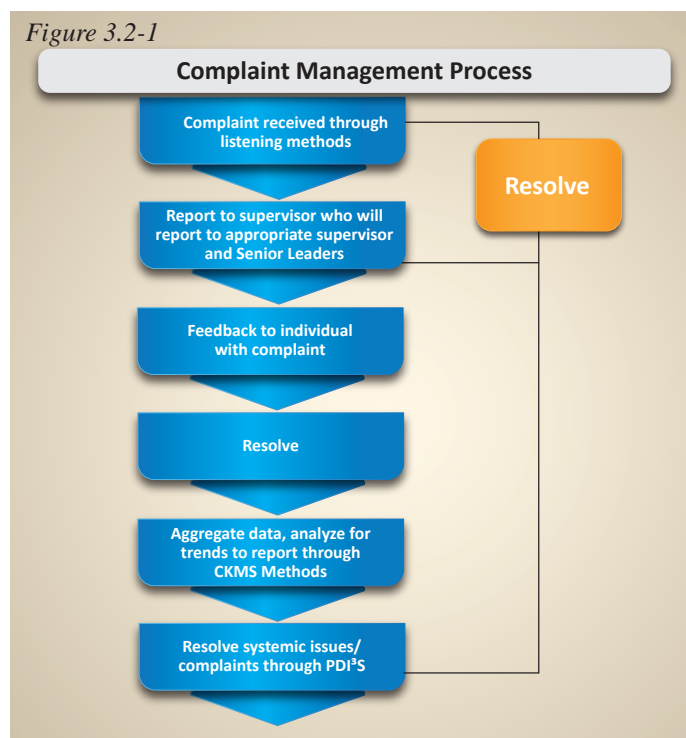 Figure 3.2-1
Complaint Management Process
Complaint received through
listening methods
Resolve
Report to supervisor who will
report to appropriate supervisor
and Senior Leaders
Feedback to individual
with complaint
Resolve
Aggregate data, analyze for
trends to report through
CKMS Methods
Resolve systemic issues/
complaints through PDI³S